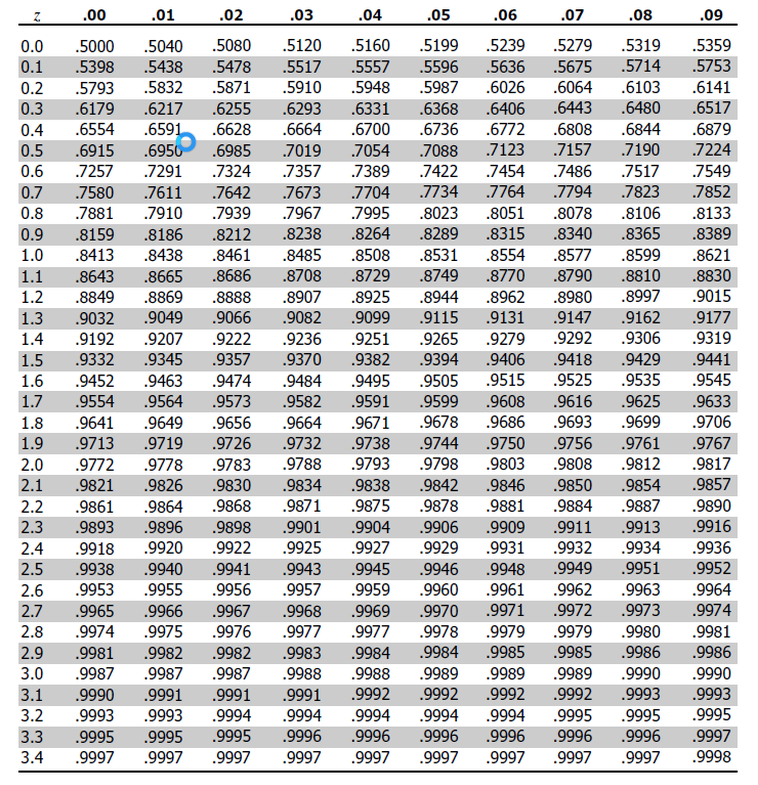 z .00 .01 .02 .03 .04 .05 .06 .07 .08 .09
0.0 .5000 .5040 .5080 .5120 .5160 .5199 .5239 .5279 .5319 .5359
0.1 .5398 .5438 .5478 .5517 .5557 .5596 .5636 .5675 .5714 .5753
0.2 .5793 .5832 .5871 .5910 .5948 .5987 .6026 .6064 .6103 .6141
0.3 .6179 .6217 .6255 .6293 .6331 .6368 .6406 .6443 .6480 .6517
0.4 .6554 .6591 .6628 .6664 .6700 .6736 .6772 .6808 .6844 .6879
0.5 .6915 .6950 .6985 .7019 .7054 .7088 .7123 .7157 .7190 .7224
0.6 .7257 .7291 .7324 .7357 .7389 .7422 .7454 .7486 .7517 .7549
0.7 .7580 .7611 .7642 .7673 .7704 .7734 .7764 .7794 .7823 .7852
0.8 .7881 .7910 .7939 .7967 .7995 .8023 .8051 .8078 .8106 .8133
0.9 .8159 .8186 .8212 .8238 .8264 .8289 .8315 .8340 .8365 .8389
1.0 .8413 .8438 .8461 .8485 .8508 .8531 .8554 .8577 .8599 .8621
1.1 .8643 .8665 .8686 .8708 .8729 .8749 .8770 .8790 .8810 .8830
1.2 .8849 .8869 .8888 .8907 .8925 .8944 .8962 .8980 .8997 .9015
1.3 .9032 .9049 .9066 .9082 .9099 .9115 .9131 .9147 .9162 .9177
1.4 .9192 .9207 .9222 .9236 .9251 .9265 .9279 .9292 .9306 .9319
1.5 .9332 .9345 .9357 .9370 .9382 .9394 .9406 .9418 .9429 .9441
1.6 .9452 .9463 .9474 .9484 .9495 .9505 .9515 .9525 .9535 .9545
1.7 .9554 .9564 .9573 .9582 .9591 .9599 .9608 .9616 .9625 .9633
1.8 .9641 .9649 .9656 .9664 .9671 .9678 .9686 .9693 .9699 .9706
1.9 .9713 .9719 .9726 .9732 .9738 .9744 .9750 .9756 .9761 .9767
2.0 .9772 .9778 .9783 .9788 .9793 .9798 .9803 .9808 .9812 .9817
2.1 .9821 .9826 .9830 .9834 .9838 .9842 .9846 .9850 .9854 .9857
2.2 .9861 .9864 .9868 .9871 .9875 .9878 .9881 .9884 .9887 .9890
2.3 .9893 .9896 .9898 .9901 .9904 .9906 .9909 .9911 .9913 .9916
2.4 .9918 .9920 .9922 .9925 .9927 .9929 .9931 .9932 .9934 .9936
2.5 .9938 .9940 .9941 .9943 .9945 .9946 .9948 .9949 .9951 .9952
2.6 .9953 .9955 .9956 .9957 .9959 .9960 .9961 .9962 .9963 .9964
2.7 .9965 .9966 .9967 .9968 .9969 .9970 .9971 .9972 .9973 .9974
2.8 .9974 .9975 .9976 .9977 .9977 .9978 .9979 .9979 .9980 .9981
2.9 .9981 .9982 .9982 .9983 .9984 .9984 .9985 .9985 .9986 .9986
3.0 .9987 .9987 .9987 .9988 .9988 .9989 .9989 .9989 .9990 .9990
3.1 .9990 .9991 .9991 .9991 .9992 .9992 .9992 .9992 .9993 .9993
3.2 .9993 .9993 .9994 .9994 .9994 .9994 .9994 .9995 .9995 .9995
3.3 .9995 .9995 .9995 .9996 .9996 .9996 .9996 .9996 .9996 .9997
3.4 .9997 .9997 .9997 .9997 .9997 .9997 .9997 .9997 .9997 .9998